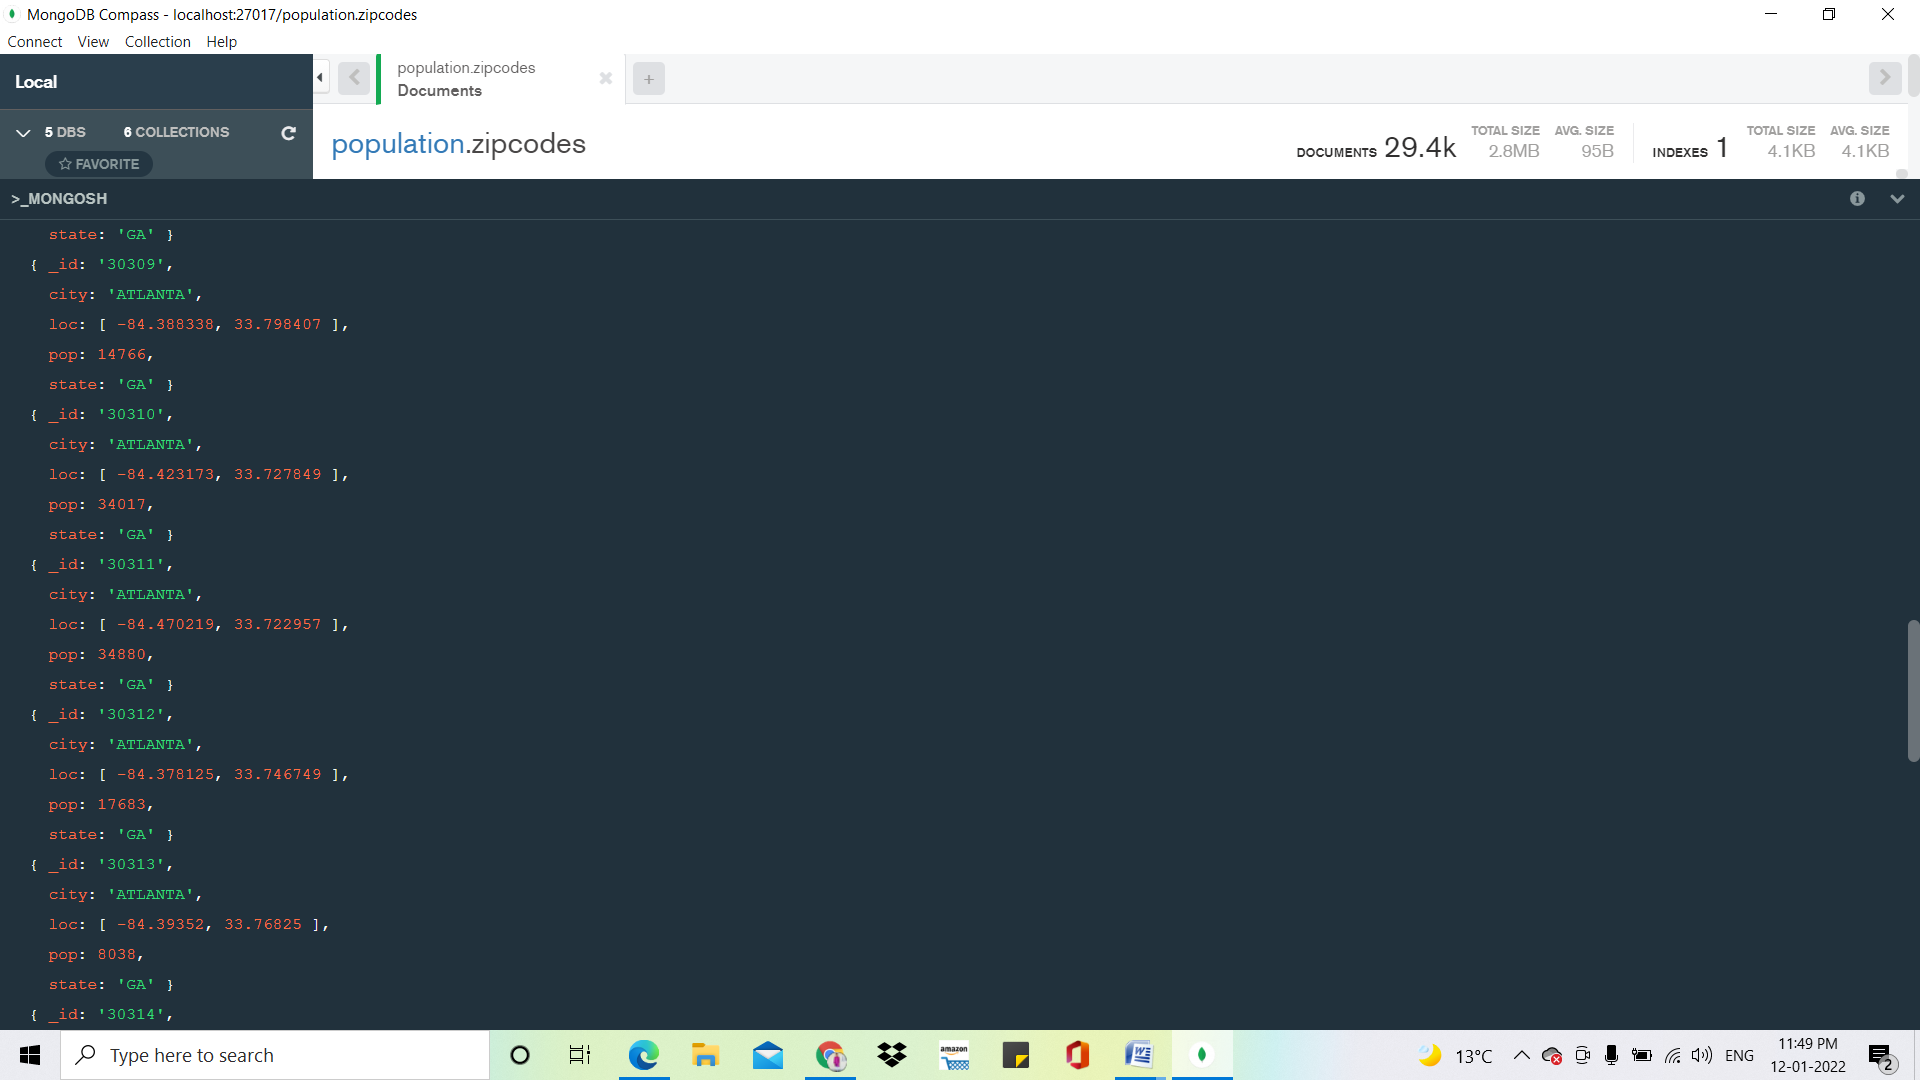 MongoDB Compass - localhost:27017/population.zipcodes
Connect View Collection Help
Local
population.zipcodes
Documents
5 DBS 6 COLLECTIONS
FAVORITE
population.zipcodes
DOCUMENTS 29.4k TOTAL SIZE 2.8MB AVG. SIZE 95B INDEXES 1 TOTAL SIZE 4.1KB AVG. SIZE 4.1KB
>_MONGOSH
state: 'GA' }
{ _id: '30309',
city: 'ATLANTA',
loc: [ -84.388338, 33.798407 ],
pop: 14766,
state: 'GA' }
{ _id: '30310',
city: 'ATLANTA',
loc: [ -84.423173, 33.727849 ],
pop: 34017,
state: 'GA' }
{ _id: '30311',
city: 'ATLANTA',
loc: [ -84.470219, 33.722957 ],
pop: 34880,
state: 'GA' }
{ _id: '30312',
city: 'ATLANTA',
loc: [ -84.378125, 33.746749 ],
pop: 17683,
state: 'GA' }
{ _id: '30313',
city: 'ATLANTA',
loc: [ -84.39352, 33.76825 ],
pop: 8038,
state: 'GA' }
{ _id: '30314',
Type here to search
amazon
13°C
ENG
11:49 PM
12-01-2022
2